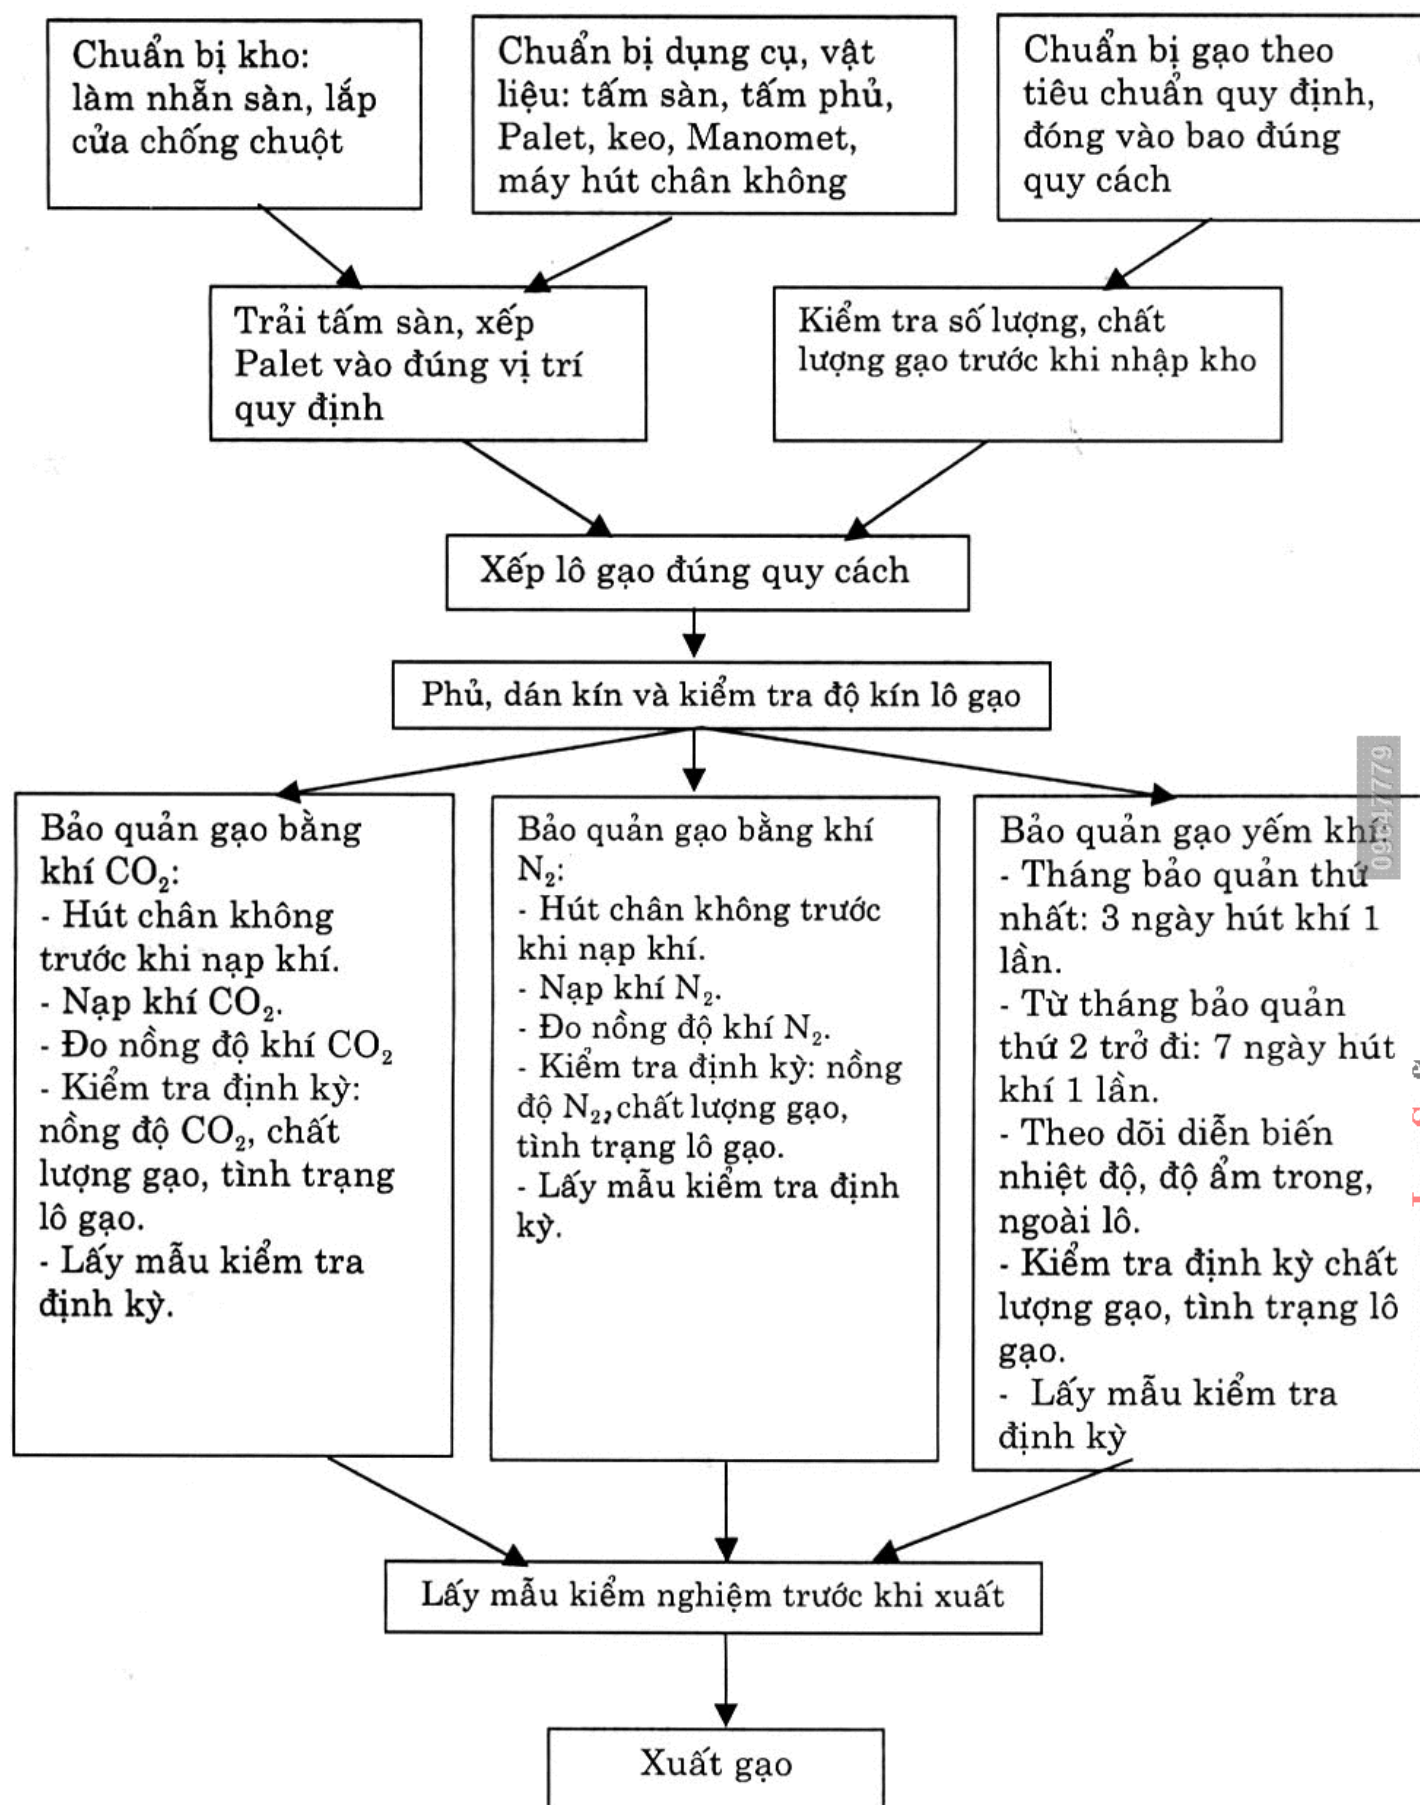 Chuẩn bị kho:
làm nhẵn sàn, lắp
cửa chống chuột
Chuẩn bị dụng cụ, vật
liệu: tấm sàn, tấm phủ,
Palet, keo, Manomet,
máy hút chân không
Chuẩn bị gạo theo
tiêu chuẩn quy định,
đóng vào bao đúng
quy cách
Trải tấm sàn, xếp
Palet vào đúng vị trí
quy định
Kiểm tra số lượng, chất
lượng gạo trước khi nhập kho
Xếp lô gạo đúng quy cách
Phủ, dán kín và kiểm tra độ kín lô gạo
Bảo quản gạo bằng
khí CO₂:
- Hút chân không
trước khi nạp khí.
- Nạp khí CO₂.
- Đo nồng độ khí CO₂
- Kiểm tra định kỳ:
nồng độ CO₂, chất
lượng gạo, tình trạng
lô gạo.
- Lấy mẫu kiểm tra
định kỳ.
Bảo quản gạo bằng khí
N₂:
- Hút chân không trước
khi nạp khí.
- Nạp khí N₂.
- Đo nồng độ khí N₂.
- Kiểm tra định kỳ: nồng
độ N₂, chất lượng gạo,
tình trạng lô gạo.
- Lấy mẫu kiểm tra định
kỳ.
Bảo quản gạo yếm khí:
- Tháng bảo quản thứ
nhất: 3 ngày hút khí 1
lần.
- Từ tháng bảo quản
thứ 2 trở đi: 7 ngày hút
khí 1 lần.
- Theo dõi diễn biến
nhiệt độ, độ ẩm trong,
ngoài lô.
- Kiểm tra định kỳ chất
lượng gạo, tình trạng lô
gạo.
- Lấy mẫu kiểm tra
định kỳ
Lấy mẫu kiểm nghiệm trước khi xuất
Xuất gạo